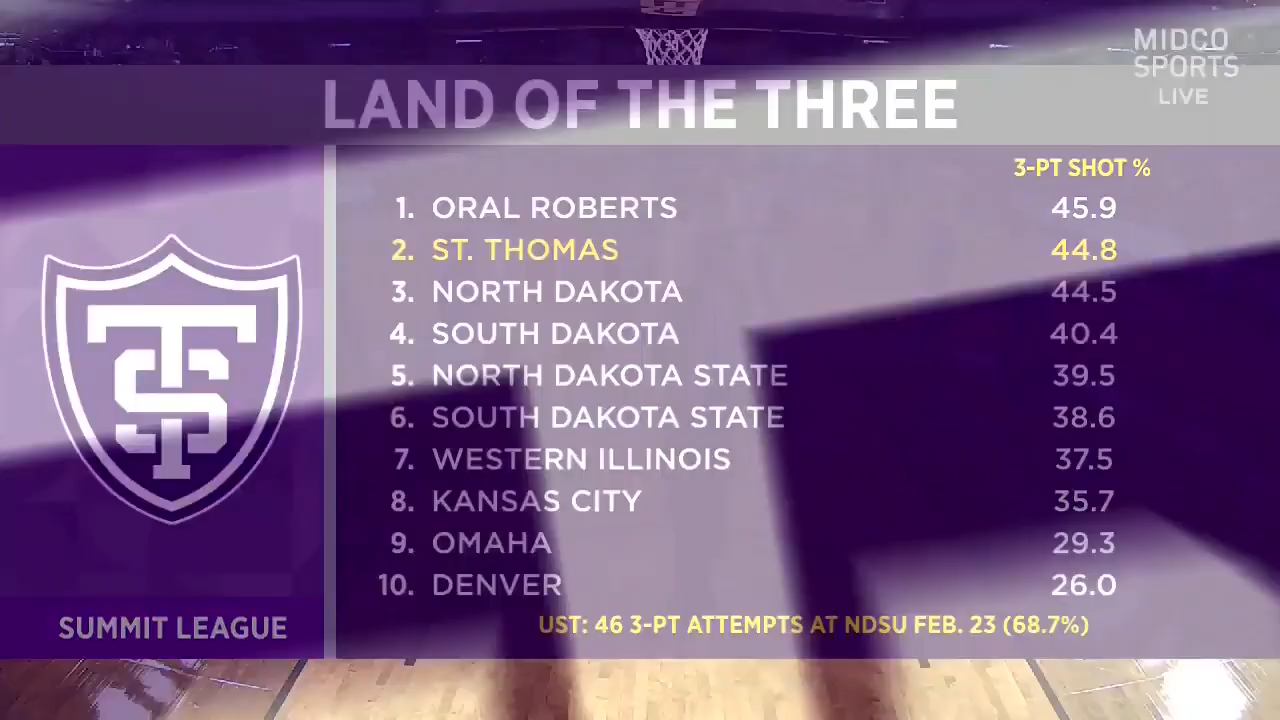 MIDCO
SPORTS
LIVE
LAND OF THE THREE
3-PT SHOT %
1. ORAL ROBERTS 45.9
2. ST. THOMAS 44.8
3. NORTH DAKOTA 44.5
4. SOUTH DAKOTA 40.4
5. NORTH DAKOTA STATE 39.5
6. SOUTH DAKOTA STATE 38.6
7. WESTERN ILLINOIS 37.5
8. KANSAS CITY 35.7
9. OMAHA 29.3
10. DENVER 26.0
UST: 46 3-PT ATTEMPTS AT NDSU FEB. 23 (68.7%)
ST
SUMMIT LEAGUE